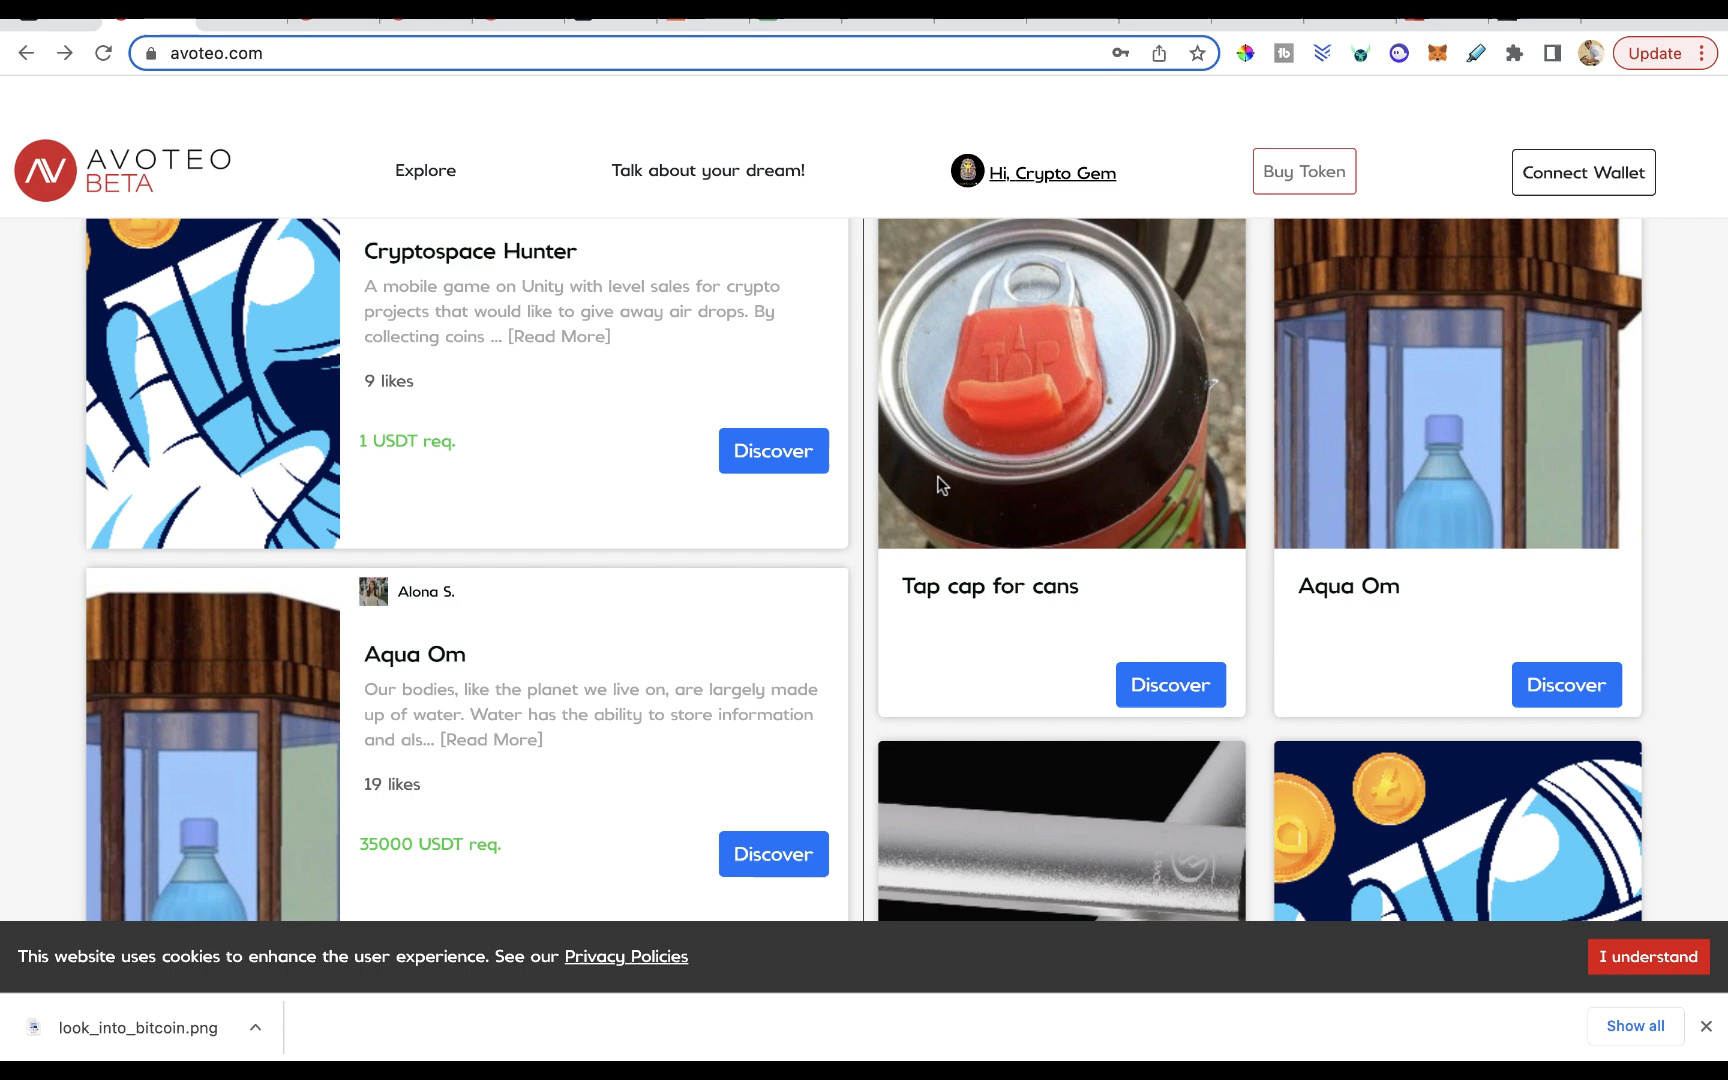 avoteo.com
Update
AVOTEO
BETA
Explore
Talk about your dream!
Hi, Crypto Gem
Buy Token
Connect Wallet
Cryptospace Hunter
A mobile game on Unity with level sales for crypto
projects that would like to give away air drops. By
collecting coins ... [Read More]
9 likes
1 USDT req.
Discover
Alona S.
Aqua Om
Our bodies, like the planet we live on, are largely made
up of water. Water has the ability to store information
and als... [Read More]
19 likes
35000 USDT req.
Discover
TAP
Tap cap for cans
Discover
Aqua Om
Discover
This website uses cookies to enhance the user experience. See our Privacy Policies
I understand
look_into_bitcoin.png
Show all